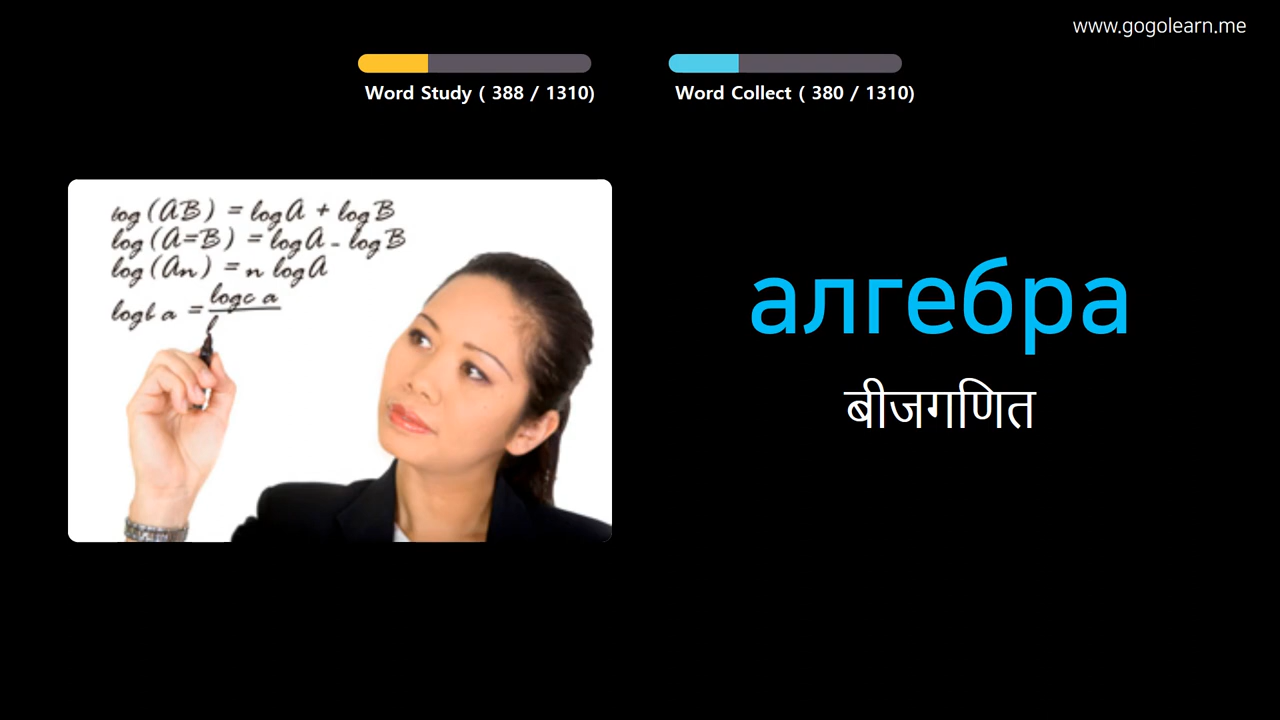 www.gogolearn.me
Word Study ( 388 / 1310)
Word Collect ( 380 / 1310)
log (AB) = log A + log B
log (A=B) = log A - log B
log (An) = n log A
logb a = logc a
алгебра
बीजगणित